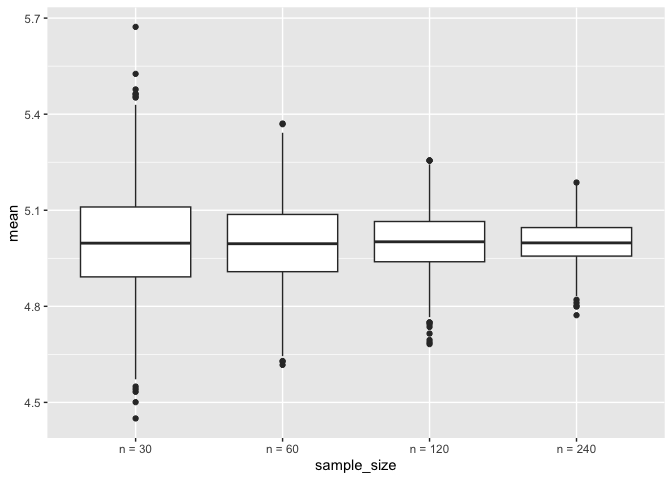 5.7
5.4
5.1
4.8
4.5
mean
n = 30 n = 60 n = 120 n = 240
sample_size